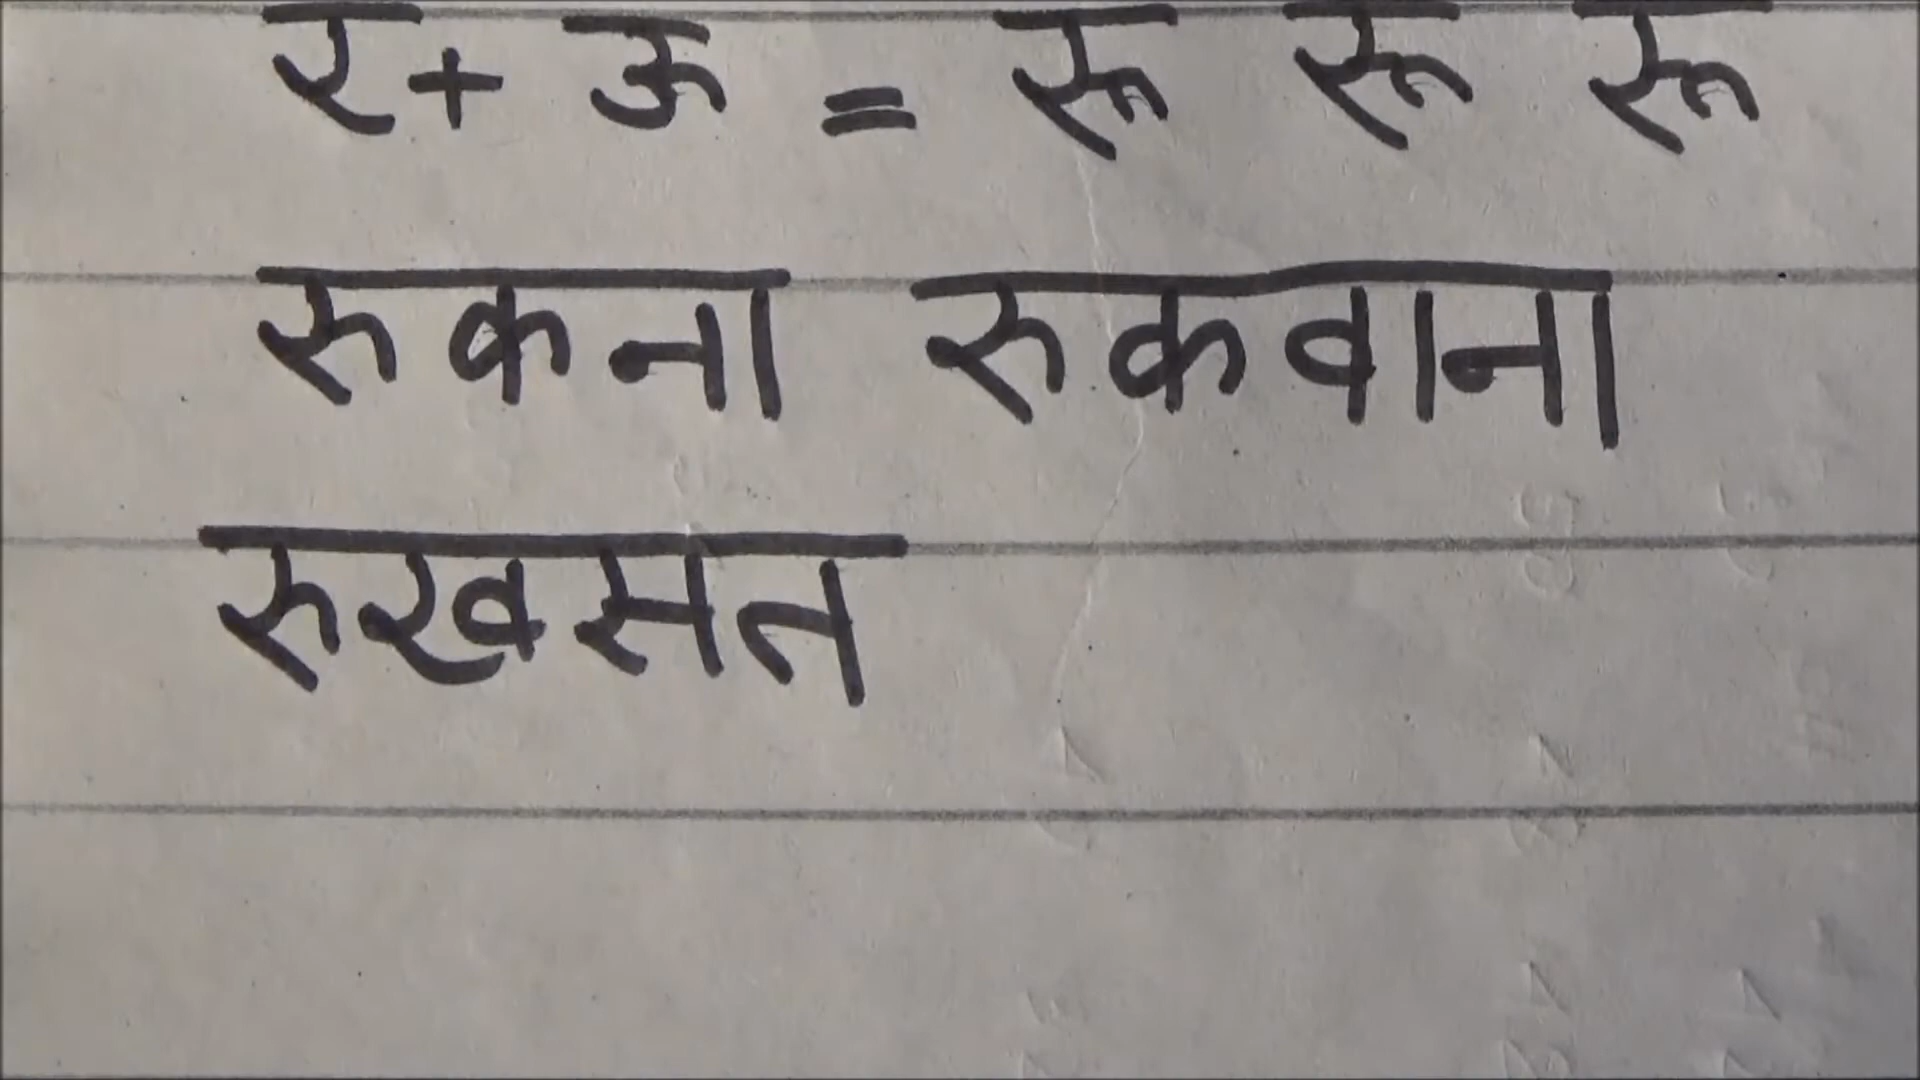 र + ऊ = रू रू रू
रुकना रुकवाना
रुखसत